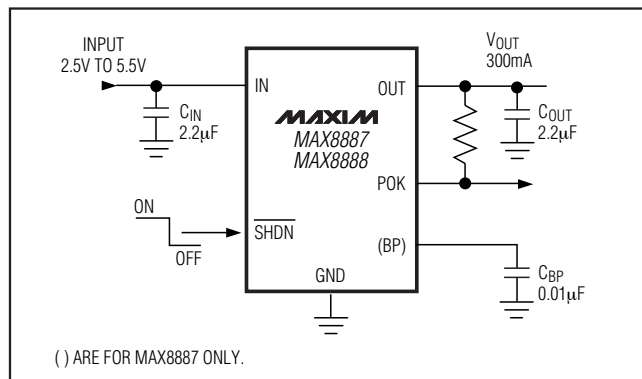 INPUT
2.5V TO 5.5V
VOUT
300mA
IN
OUT
CIN
2.2µF
COUT
2.2µF
MAXIM
MAX8887
MAX8888
POK
ON
OFF
SHDN
(BP)
GND
CBP
0.01µF
( ) ARE FOR MAX8887 ONLY.